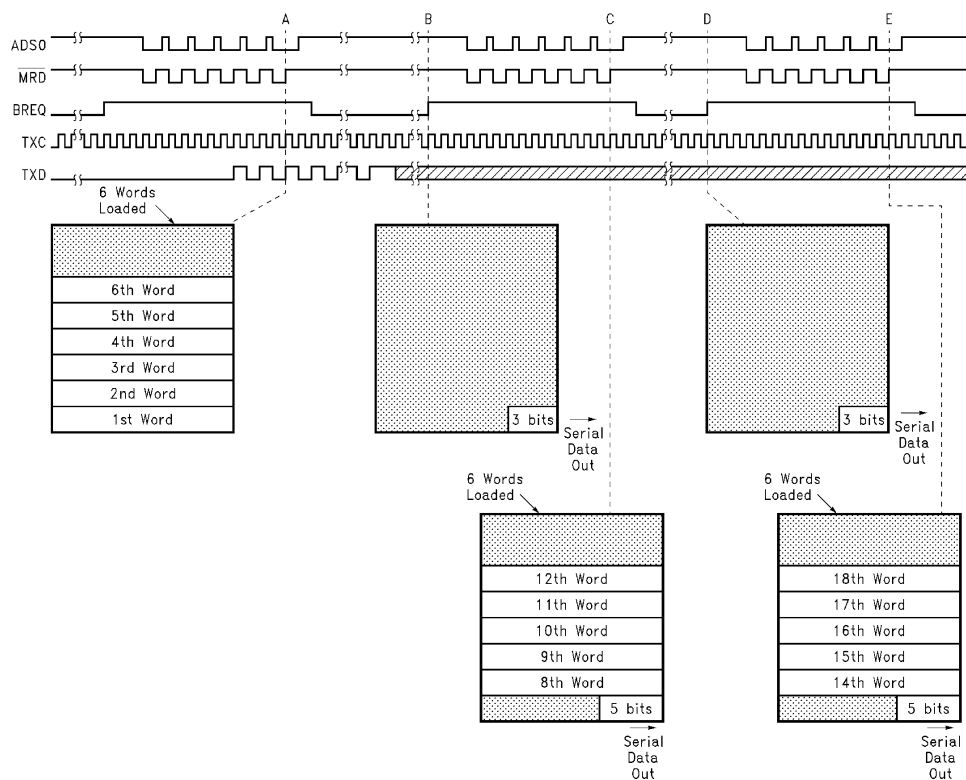 A B C D E
ADS0
MRD
BREQ
TXC
TXD
6 Words
Loaded
6th Word
5th Word
4th Word
3rd Word
2nd Word
1st Word
3 bits
Serial
Data
Out
3 bits
Serial
Data
Out
6 Words
Loaded
12th Word
11th Word
10th Word
9th Word
8th Word
5 bits
Serial
Data
Out
6 Words
Loaded
18th Word
17th Word
16th Word
15th Word
14th Word
5 bits
Serial
Data
Out